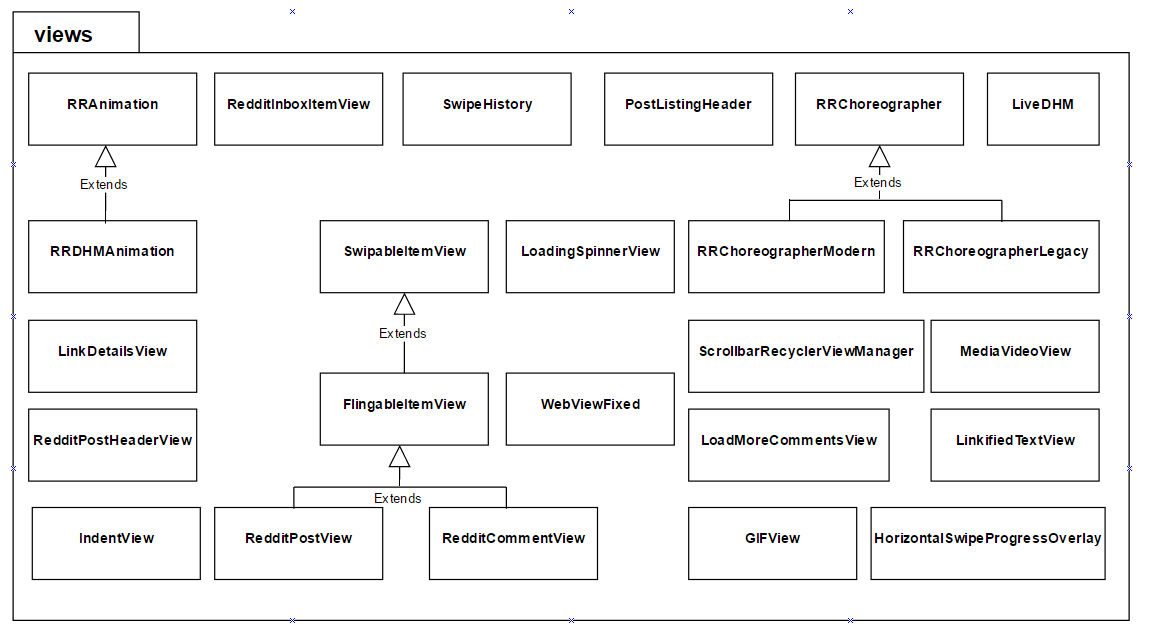 views
RRAnimation
RedditInboxItemView
SwipeHistory
PostListingHeader
RRChoreographer
LiveDHM
Extends
Extends
RRDHMAnimation
SwipableItemView
LoadingSpinnerView
RRChoreographerModern
RRChoreographerLegacy
Extends
LinkDetailsView
ScrollbarRecyclerViewManager
MediaVideoView
FlingableItemView
WebViewFixed
RedditPostHeaderView
LoadMoreCommentsView
LinkifiedTextView
Extends
IndentView
RedditPostView
RedditCommentView
GIFView
HorizontalSwipeProgressOverlay